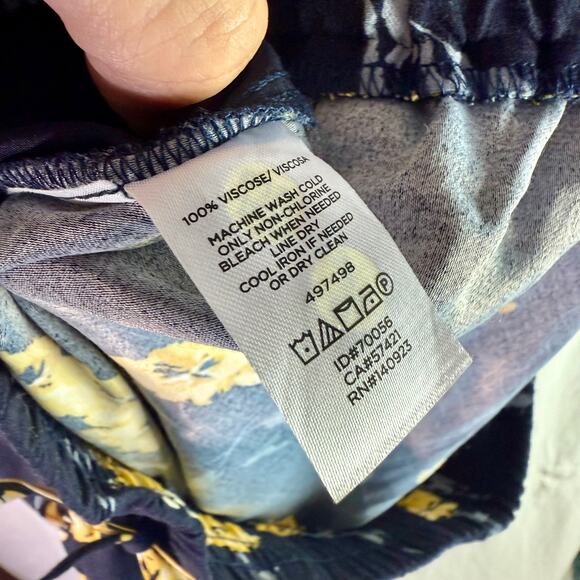 100% VISCOSE/ VISCOSA
MACHINE WASH COLD
ONLY NON-CHLORINE
BLEACH WHEN NEEDED
LINE DRY
COOL IRON IF NEEDED
OR DRY CLEAN
497498
P
ID#70056
CA#57421
RN#140923